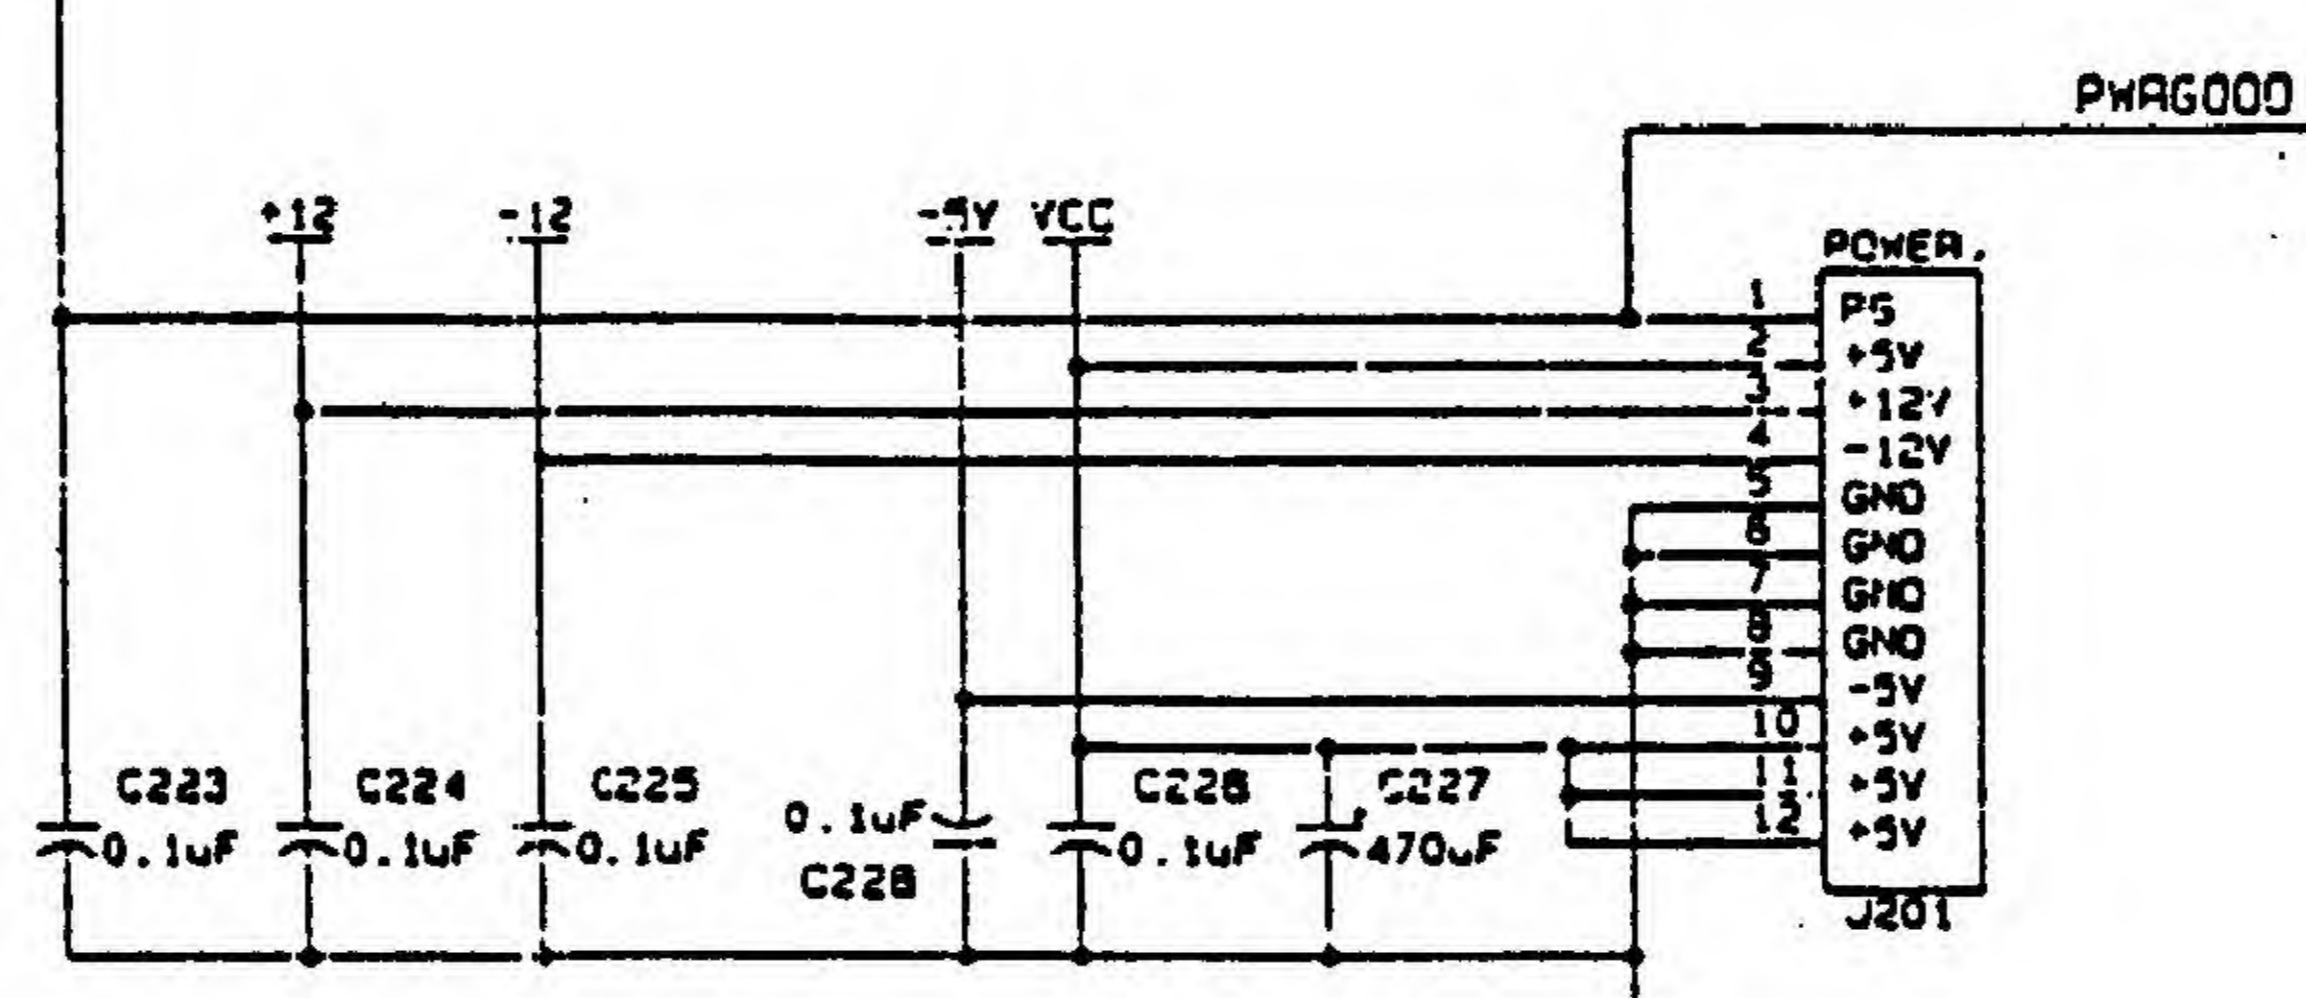 PWRGOOD
+12
-12
-5V
VCC
POWER
1
PG
2
+5V
3
+12V
4
-12V
5
GND
6
GND
7
GND
8
GND
9
-5V
10
+5V
11
+5V
12
+5V
J201
C223
0.1uF
C224
0.1uF
C225
0.1uF
0.1uF
C228
C226
0.1uF
C227
470uF